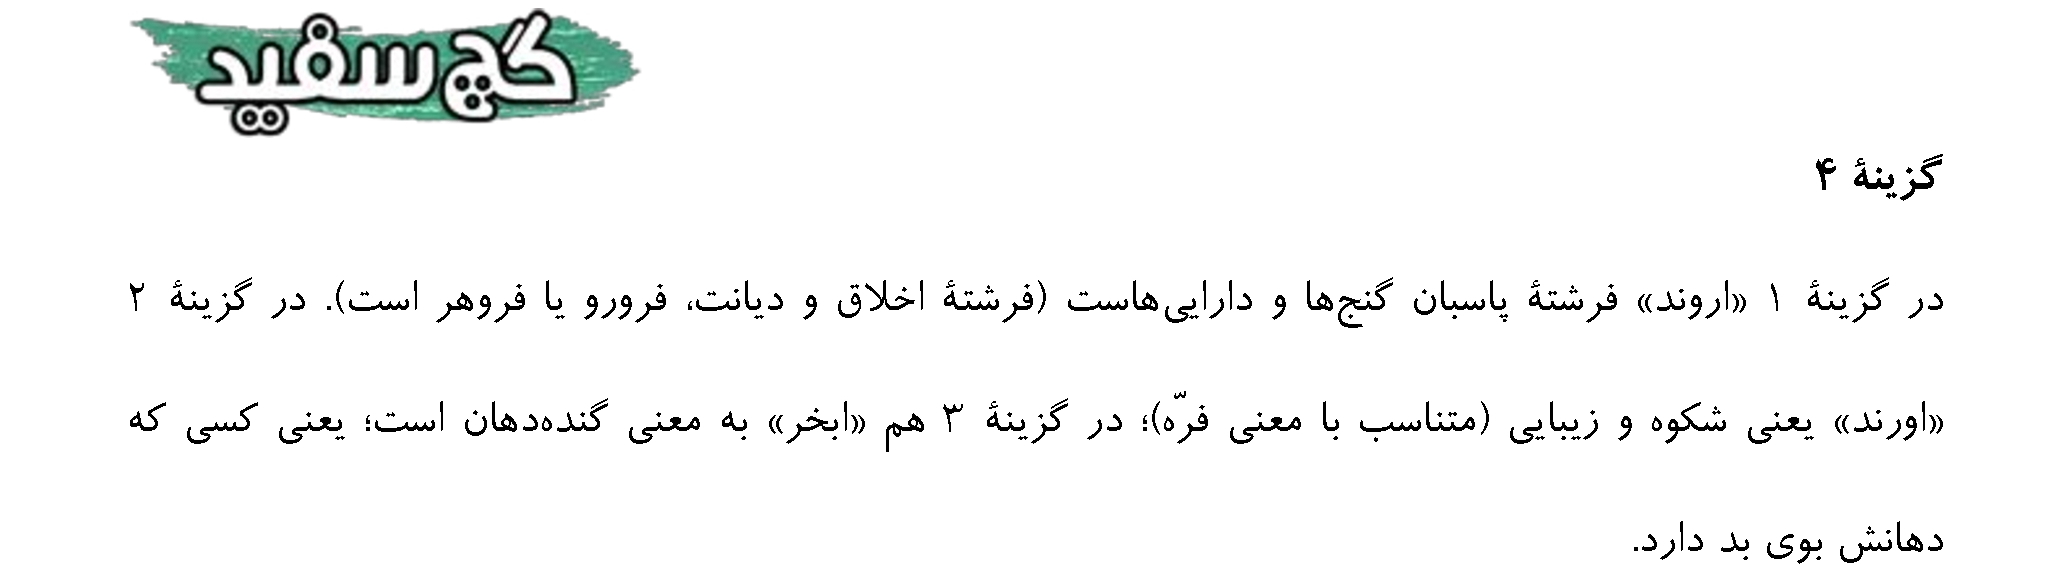 گچ سفید
گزینهٔ ۴
در گزینهٔ ۱ «اروند» فرشتهٔ پاسبان گنج‌ها و دارایی‌هاست (فرشتهٔ اخلاق و دیانت، فرورو یا فروهر است). در گزینهٔ ۲
«اورند» یعنی شکوه و زیبایی (متناسب با معنی فرّه)؛ در گزینهٔ ۳ هم «ابخر» به معنی گنده‌دهان است؛ یعنی کسی که
دهانش بوی بد دارد.